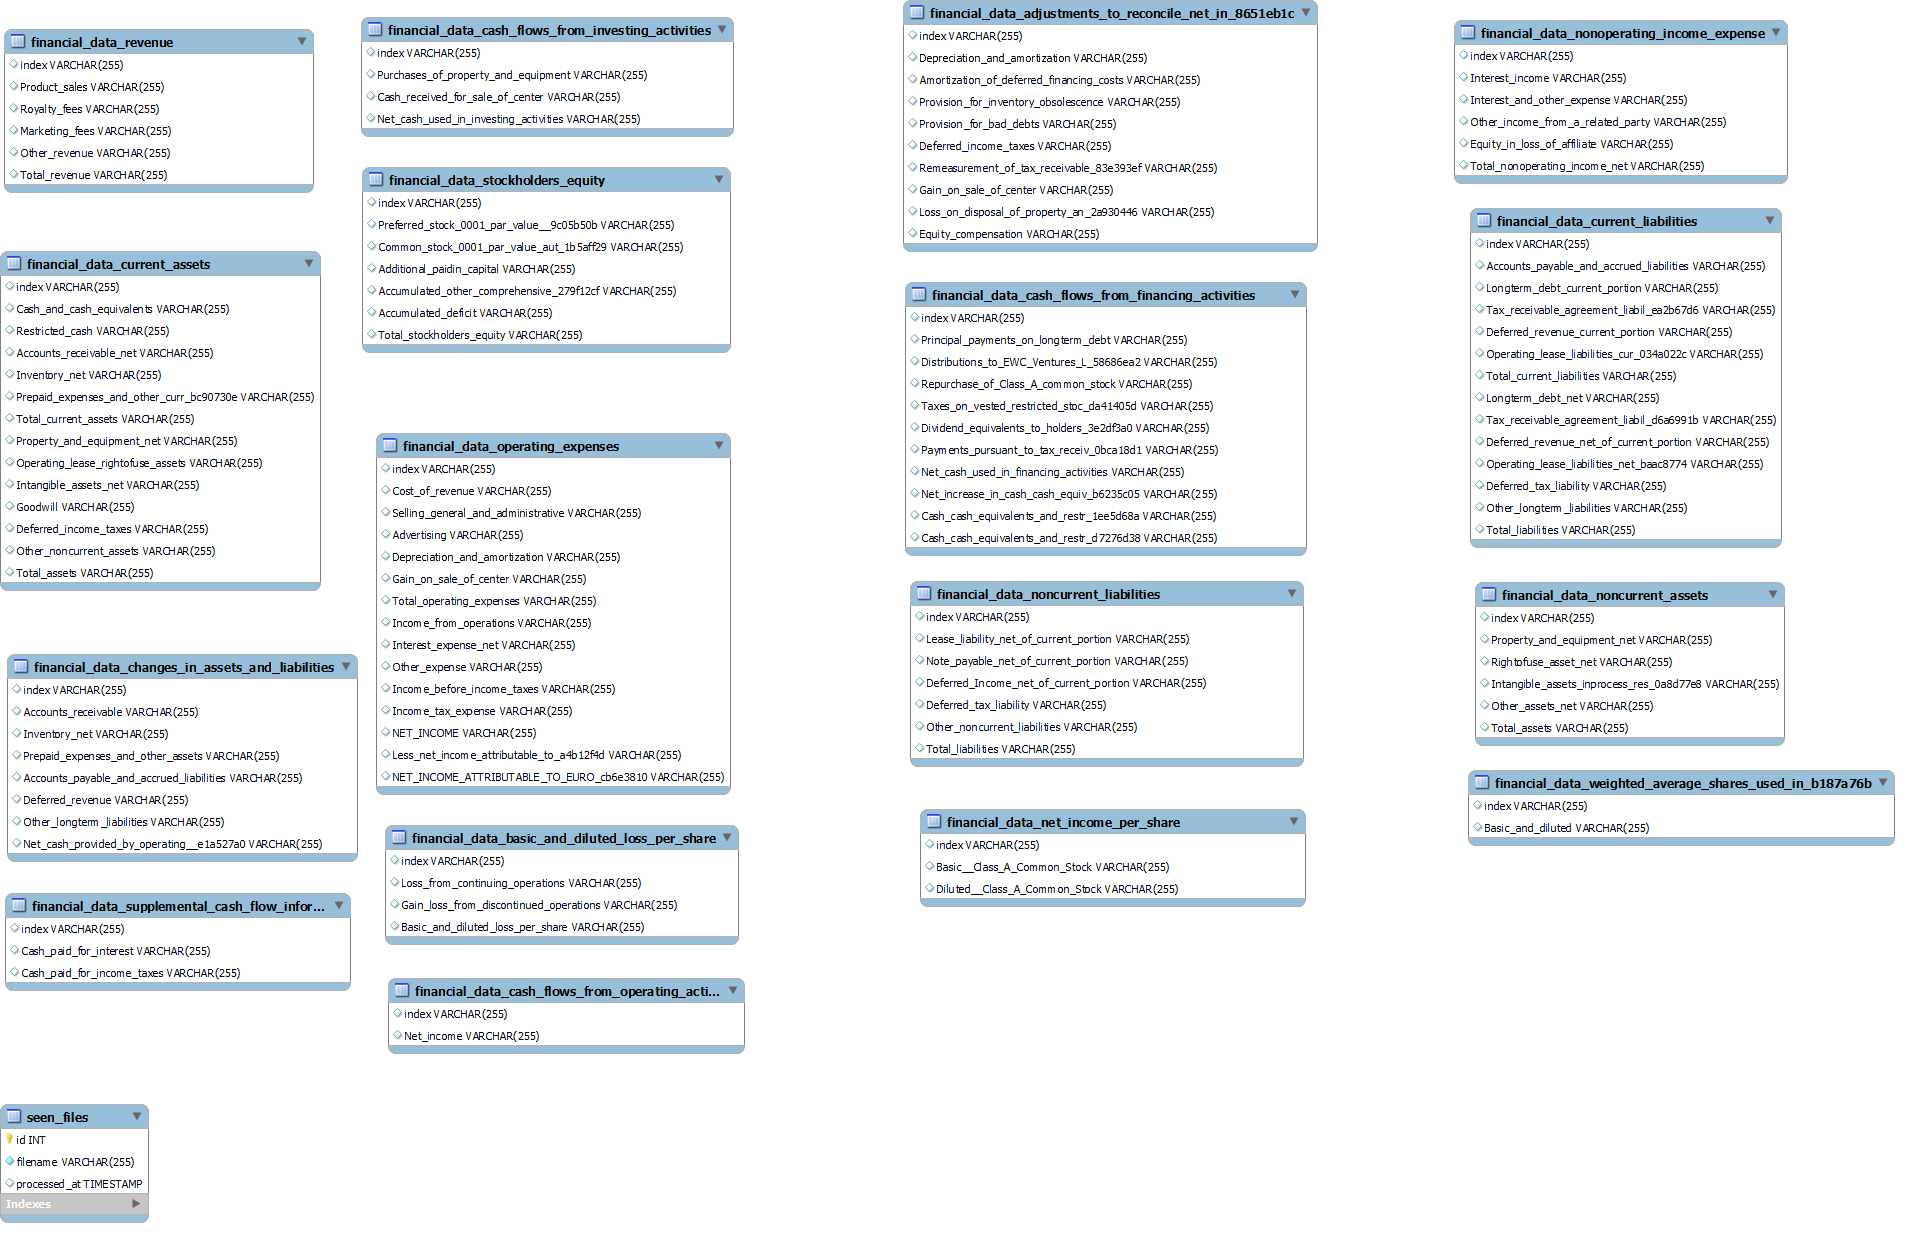 financial_data_revenue
index VARCHAR(255)
Product_sales VARCHAR(255)
Royalty_fees VARCHAR(255)
Marketing_fees VARCHAR(255)
Other_revenue VARCHAR(255)
Total_revenue VARCHAR(255)
financial_data_current_assets
index VARCHAR(255)
Cash_and_cash_equivalents VARCHAR(255)
Restricted_cash VARCHAR(255)
Accounts_receivable_net VARCHAR(255)
Inventory_net VARCHAR(255)
Prepaid_expenses_and_other_curr_bc90730e VARCHAR(255)
Total_current_assets VARCHAR(255)
Property_and_equipment_net VARCHAR(255)
Operating_lease_rightofuse_assets VARCHAR(255)
Intangible_assets_net VARCHAR(255)
Goodwill VARCHAR(255)
Deferred_income_taxes VARCHAR(255)
Other_noncurrent_assets VARCHAR(255)
Total_assets VARCHAR(255)
financial_data_changes_in_assets_and_liabilities
index VARCHAR(255)
Accounts_receivable VARCHAR(255)
Inventory_net VARCHAR(255)
Prepaid_expenses_and_other_assets VARCHAR(255)
Accounts_payable_and_accrued_liabilities VARCHAR(255)
Deferred_revenue VARCHAR(255)
Other_longterm_liabilities VARCHAR(255)
Net_cash_provided_by_operating__e1a527a0 VARCHAR(255)
financial_data_supplemental_cash_flow_infor...
index VARCHAR(255)
Cash_paid_for_interest VARCHAR(255)
Cash_paid_for_income_taxes VARCHAR(255)
seen_files
id INT
filename VARCHAR(255)
processed_at TIMESTAMP
Indexes
financial_data_cash_flows_from_investing_activities
index VARCHAR(255)
Purchases_of_property_and_equipment VARCHAR(255)
Cash_received_for_sale_of_center VARCHAR(255)
Net_cash_used_in_investing_activities VARCHAR(255)
financial_data_stockholders_equity
index VARCHAR(255)
Preferred_stock_0001_par_value__9c05b50b VARCHAR(255)
Common_stock_0001_par_value_aut_1b5aff29 VARCHAR(255)
Additional_paidin_capital VARCHAR(255)
Accumulated_other_comprehensive_279f12cf VARCHAR(255)
Accumulated_deficit VARCHAR(255)
Total_stockholders_equity VARCHAR(255)
financial_data_operating_expenses
index VARCHAR(255)
Cost_of_revenue VARCHAR(255)
Selling_general_and_administrative VARCHAR(255)
Advertising VARCHAR(255)
Depreciation_and_amortization VARCHAR(255)
Gain_on_sale_of_center VARCHAR(255)
Total_operating_expenses VARCHAR(255)
Income_from_operations VARCHAR(255)
Interest_expense_net VARCHAR(255)
Other_expense VARCHAR(255)
Income_before_income_taxes VARCHAR(255)
Income_tax_expense VARCHAR(255)
NET_INCOME VARCHAR(255)
Less_net_income_attributable_to_a4b12f4d VARCHAR(255)
NET_INCOME_ATTRIBUTABLE_TO_EURO_cb6e3810 VARCHAR(255)
financial_data_basic_and_diluted_loss_per_share
index VARCHAR(255)
Loss_from_continuing_operations VARCHAR(255)
Gain_loss_from_discontinued_operations VARCHAR(255)
Basic_and_diluted_loss_per_share VARCHAR(255)
financial_data_cash_flows_from_operating_acti...
index VARCHAR(255)
Net_income VARCHAR(255)
financial_data_adjustments_to_reconcile_net_in_8651eb1c
index VARCHAR(255)
Depreciation_and_amortization VARCHAR(255)
Amortization_of_deferred_financing_costs VARCHAR(255)
Provision_for_inventory_obsolescence VARCHAR(255)
Provision_for_bad_debts VARCHAR(255)
Deferred_income_taxes VARCHAR(255)
Remeasurement_of_tax_receivable_83e393ef VARCHAR(255)
Gain_on_sale_of_center VARCHAR(255)
Loss_on_disposal_of_property_an_2a930446 VARCHAR(255)
Equity_compensation VARCHAR(255)
financial_data_cash_flows_from_financing_activities
index VARCHAR(255)
Principal_payments_on_longterm_debt VARCHAR(255)
Distributions_to_EWC_Ventures_L_58686ea2 VARCHAR(255)
Repurchase_of_Class_A_common_stock VARCHAR(255)
Taxes_on_vested_restricted_stoc_da41405d VARCHAR(255)
Dividend_equivalents_to_holders_3e2df3a0 VARCHAR(255)
Payments_pursuant_to_tax_receiv_0bca18d1 VARCHAR(255)
Net_cash_used_in_financing_activities VARCHAR(255)
Net_increase_in_cash_cash_equiv_b6235c05 VARCHAR(255)
Cash_cash_equivalents_and_restr_1ee5d68a VARCHAR(255)
Cash_cash_equivalents_and_restr_d7276d38 VARCHAR(255)
financial_data_noncurrent_liabilities
index VARCHAR(255)
Lease_liability_net_of_current_portion VARCHAR(255)
Note_payable_net_of_current_portion VARCHAR(255)
Deferred_Income_net_of_current_portion VARCHAR(255)
Deferred_tax_liability VARCHAR(255)
Other_noncurrent_liabilities VARCHAR(255)
Total_liabilities VARCHAR(255)
financial_data_net_income_per_share
index VARCHAR(255)
Basic__Class_A_Common_Stock VARCHAR(255)
Diluted__Class_A_Common_Stock VARCHAR(255)
financial_data_nonoperating_income_expense
index VARCHAR(255)
Interest_income VARCHAR(255)
Interest_and_other_expense VARCHAR(255)
Other_income_from_a_related_party VARCHAR(255)
Equity_in_loss_of_affiliate VARCHAR(255)
Total_nonoperating_income_net VARCHAR(255)
financial_data_current_liabilities
index VARCHAR(255)
Accounts_payable_and_accrued_liabilities VARCHAR(255)
Longterm_debt_current_portion VARCHAR(255)
Tax_receivable_agreement_liabil_ea2b67d6 VARCHAR(255)
Deferred_revenue_current_portion VARCHAR(255)
Operating_lease_liabilities_cur_034a022c VARCHAR(255)
Total_current_liabilities VARCHAR(255)
Longterm_debt_net VARCHAR(255)
Tax_receivable_agreement_liabil_d6a6991b VARCHAR(255)
Deferred_revenue_net_of_current_portion VARCHAR(255)
Operating_lease_liabilities_net_baac8774 VARCHAR(255)
Deferred_tax_liability VARCHAR(255)
Other_longterm_liabilities VARCHAR(255)
Total_liabilities VARCHAR(255)
financial_data_noncurrent_assets
index VARCHAR(255)
Property_and_equipment_net VARCHAR(255)
Rightofuse_asset_net VARCHAR(255)
Intangible_assets_inprocess_res_0a8d77e8 VARCHAR(255)
Other_assets_net VARCHAR(255)
Total_assets VARCHAR(255)
financial_data_weighted_average_shares_used_in_b187a76b
index VARCHAR(255)
Basic_and_diluted VARCHAR(255)